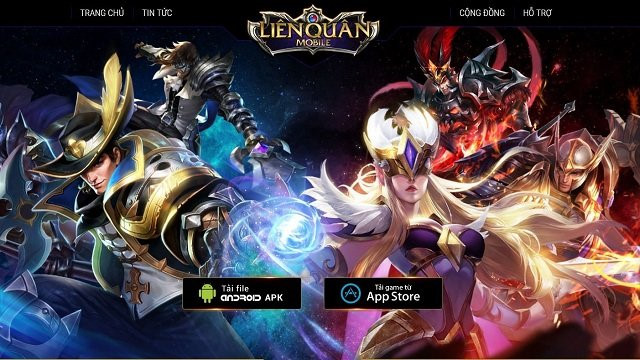 TRANG CHỦ
TIN TỨC
LIÊN QUÂN
MOBILE
CỘNG ĐỒNG
HỖ TRỢ
Tải file
ANDROID APK
Tải game từ
App Store